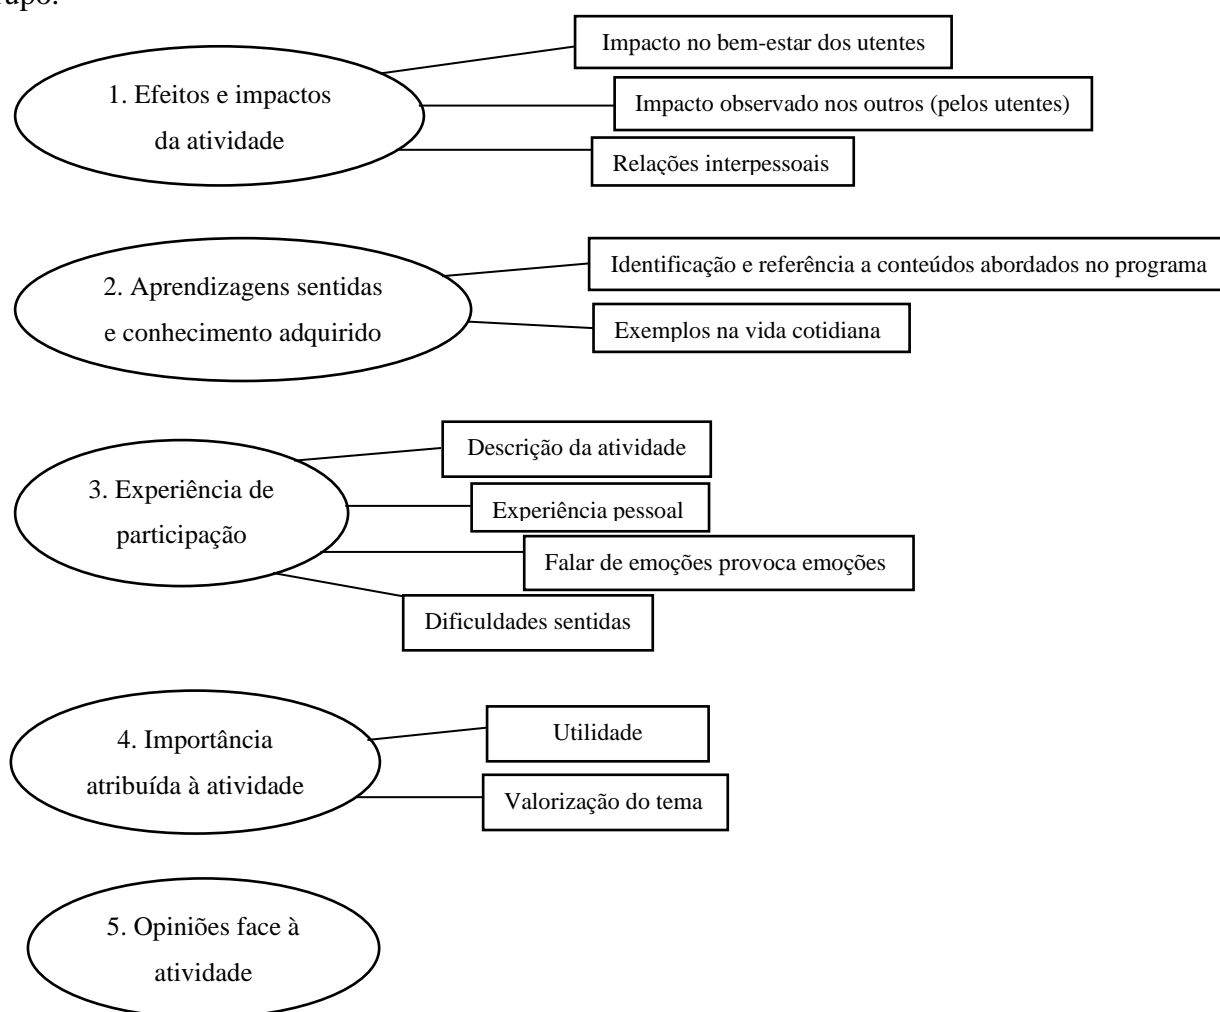 Impacto no bem-estar dos utentes
1. Efeitos e impactos
da atividade
Impacto observado nos outros (pelos utentes)
Relações interpessoais
2. Aprendizagens sentidas
e conhecimento adquirido
Identificação e referência a conteúdos abordados no programa
Exemplos na vida cotidiana
3. Experiência de
participação
Descrição da atividade
Experiência pessoal
Falar de emoções provoca emoções
Dificuldades sentidas
4. Importância
atribuída à atividade
Utilidade
Valorização do tema
5. Opiniões face à
atividade